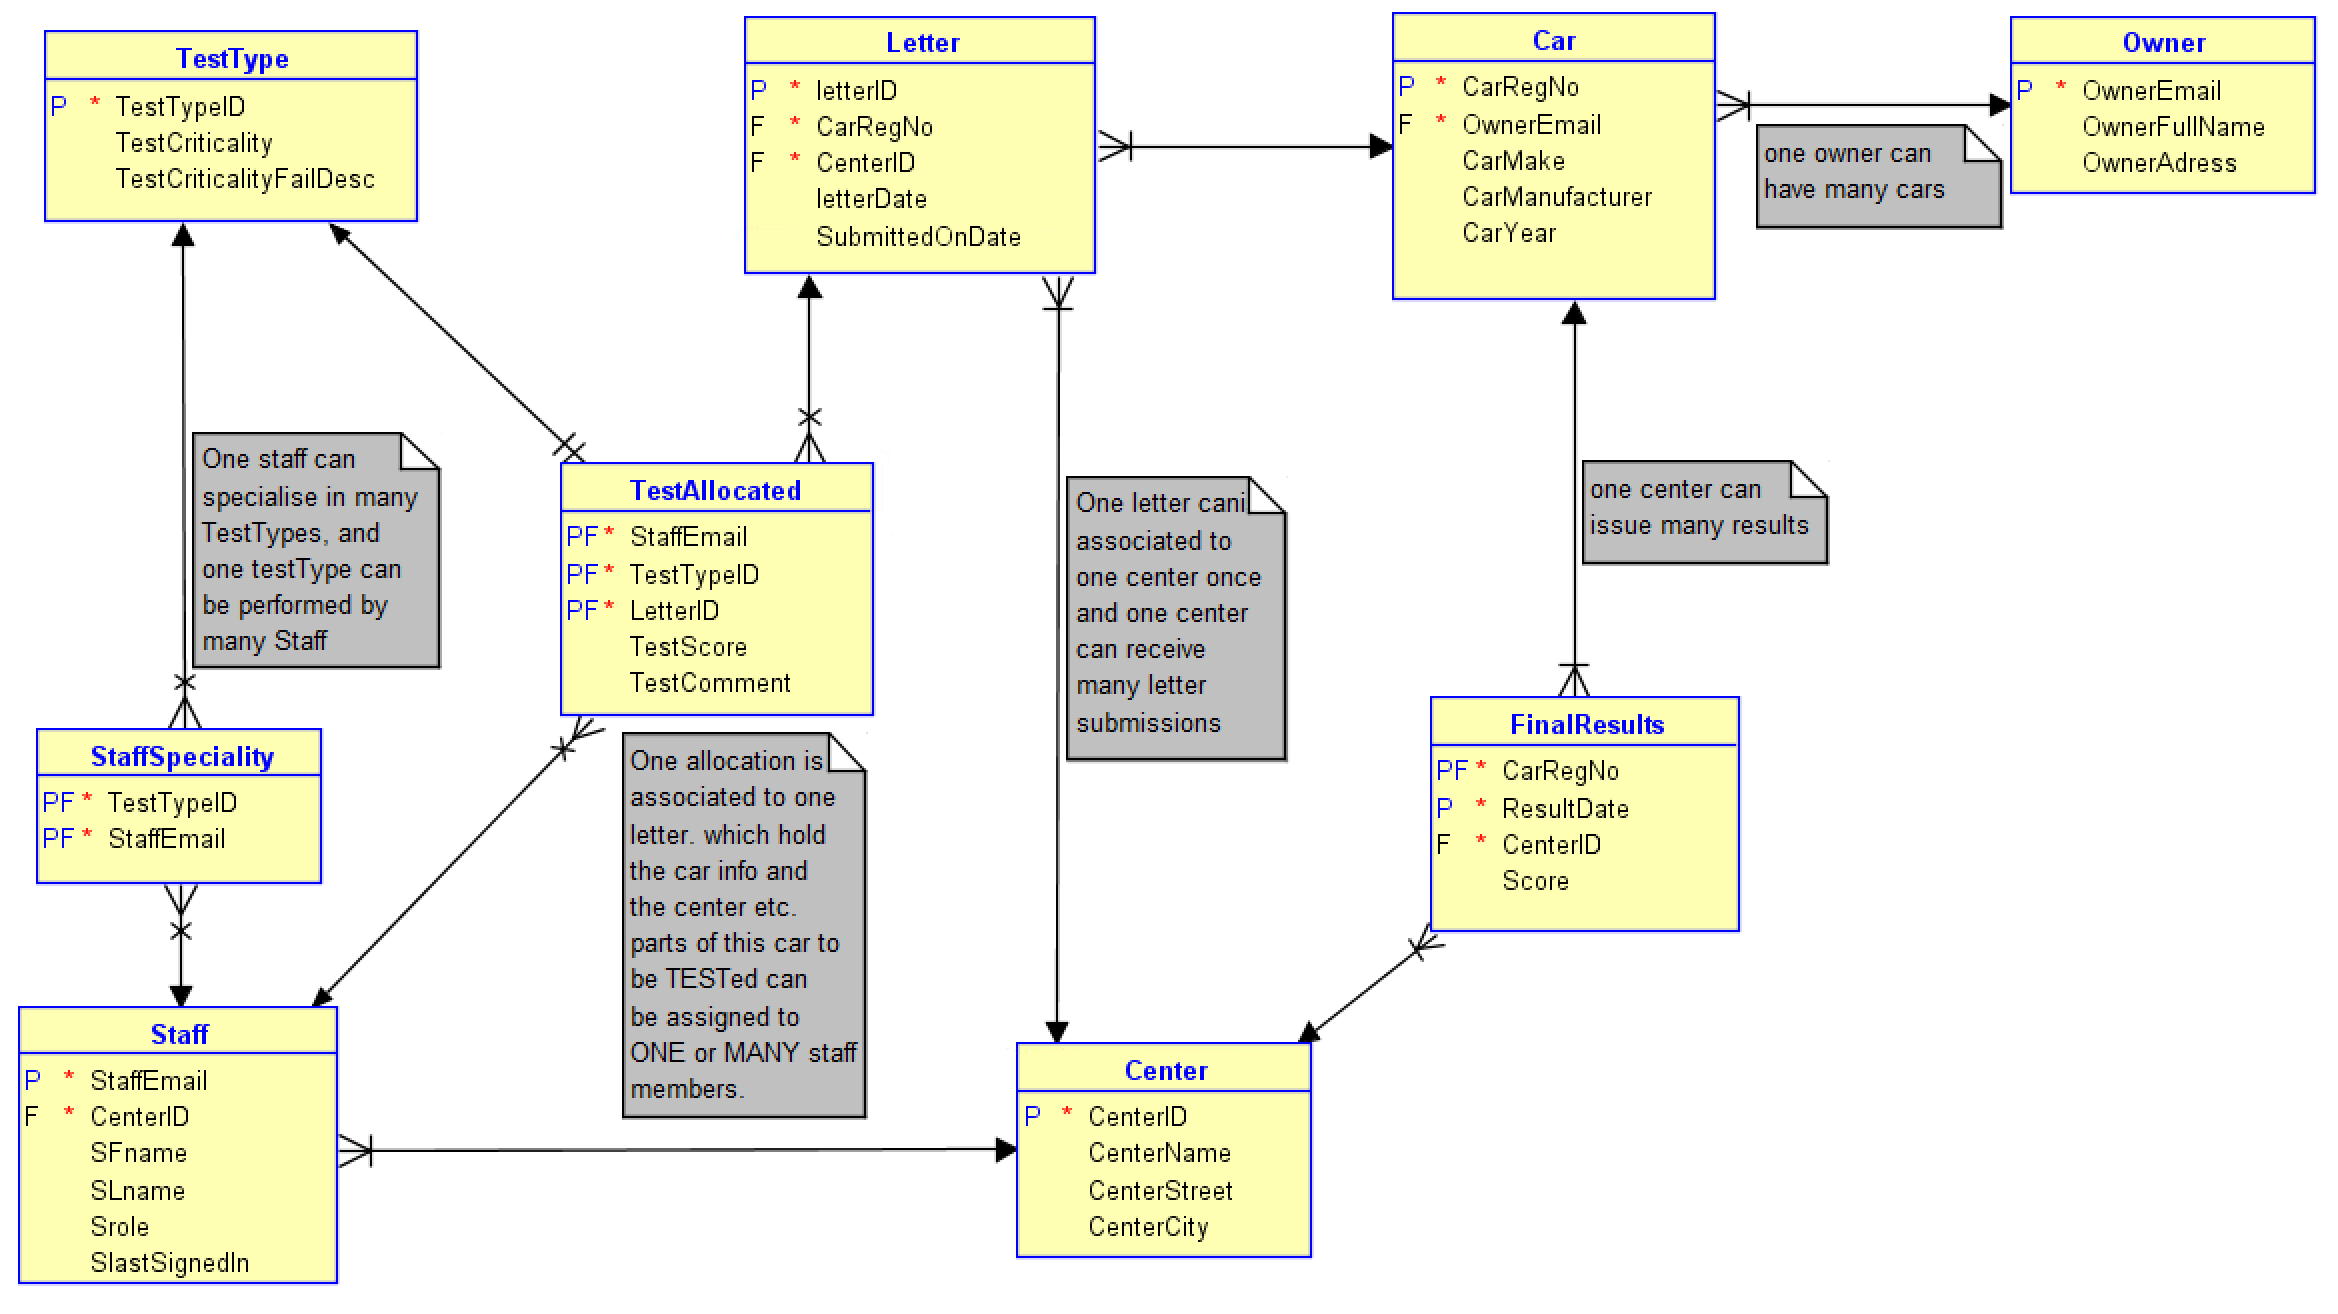 TestType
P * TestTypeID
TestCriticality
TestCriticalityFailDesc
Letter
P * letterID
F * CarRegNo
F * CenterID
letterDate
SubmittedOnDate
Car
P * CarRegNo
F * OwnerEmail
CarMake
CarManufacturer
CarYear
Owner
P * OwnerEmail
OwnerFullName
OwnerAdress
one owner can
have many cars
One staff can
specialise in many
TestTypes, and
one testType can
be performed by
many Staff
TestAllocated
PF * StaffEmail
PF * TestTypeID
PF * LetterID
TestScore
TestComment
One letter cani
associated to
one center once
and one center
can receive
many letter
submissions
one center can
issue many results
StaffSpeciality
PF * TestTypeID
PF * StaffEmail
One allocation is
associated to one
letter. which hold
the car info and
the center etc.
parts of this car to
be TESTed can
be assigned to
ONE or MANY staff
members.
FinalResults
PF * CarRegNo
P * ResultDate
F * CenterID
Score
Staff
P * StaffEmail
F * CenterID
SFname
SLname
Srole
SlastSignedIn
Center
P * CenterID
CenterName
CenterStreet
CenterCity